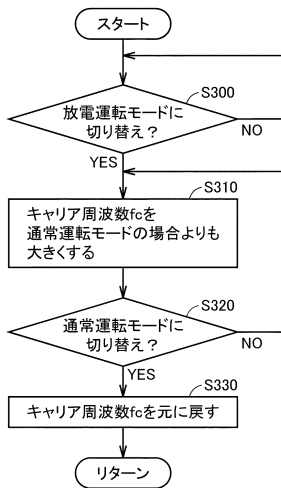 スタート
S300
放電運転モードに
切り替え？
NO
YES
S310
キャリア周波数fcを
通常運転モードの場合よりも
大きくする
S320
通常運転モードに
切り替え？
NO
YES
S330
キャリア周波数fcを元に戻す
リターン